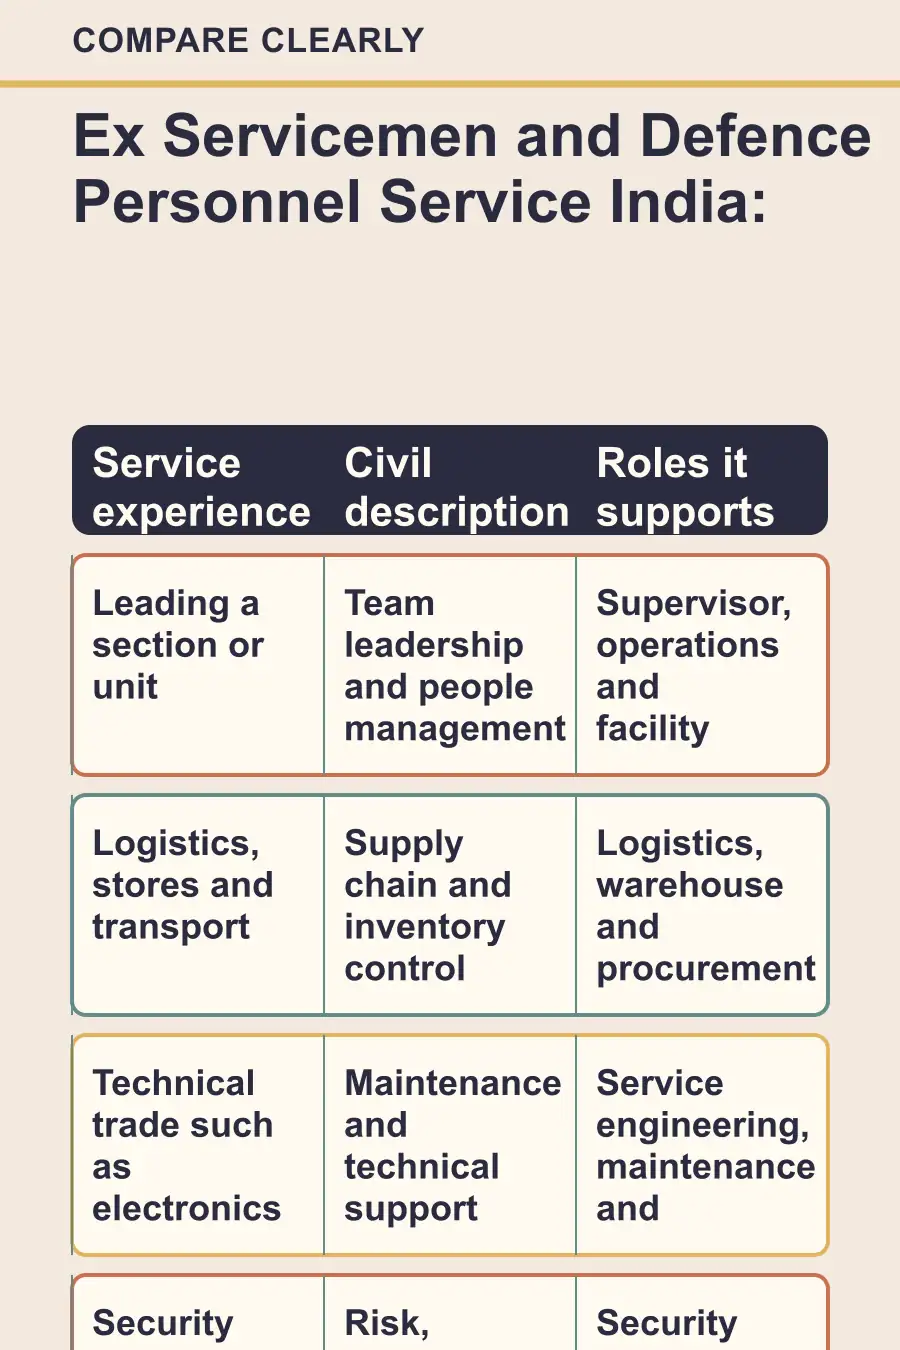 COMPARE CLEARLY
Ex Servicemen and Defence
Personnel Service India:
Service
experience
Civil
description
Roles it
supports
Leading a
section or
unit
Team
leadership
and people
management
Supervisor,
operations
and
facility
Logistics,
stores and
transport
Supply
chain and
inventory
control
Logistics,
warehouse
and
procurement
Technical
trade such
as
electronics
Maintenance
and
technical
support
Service
engineering,
maintenance
and
Security
Risk,
Security